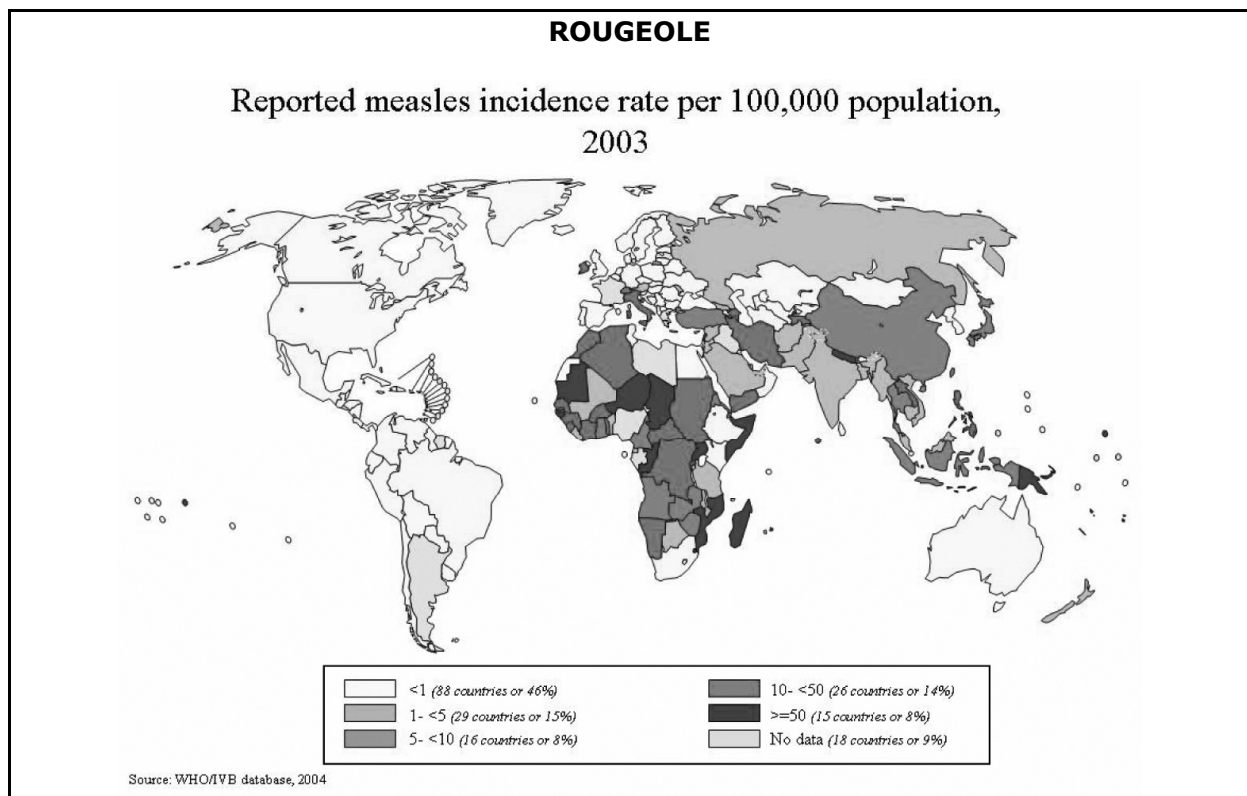 ROUGEOLE
Reported measles incidence rate per 100,000 population,
2003
<1 (88 countries or 46%)
1- <5 (29 countries or 15%)
5- <10 (16 countries or 8%)
10- <50 (26 countries or 14%)
>=50 (15 countries or 8%)
No data (18 countries or 9%)
Source: WHO/IVB database, 2004